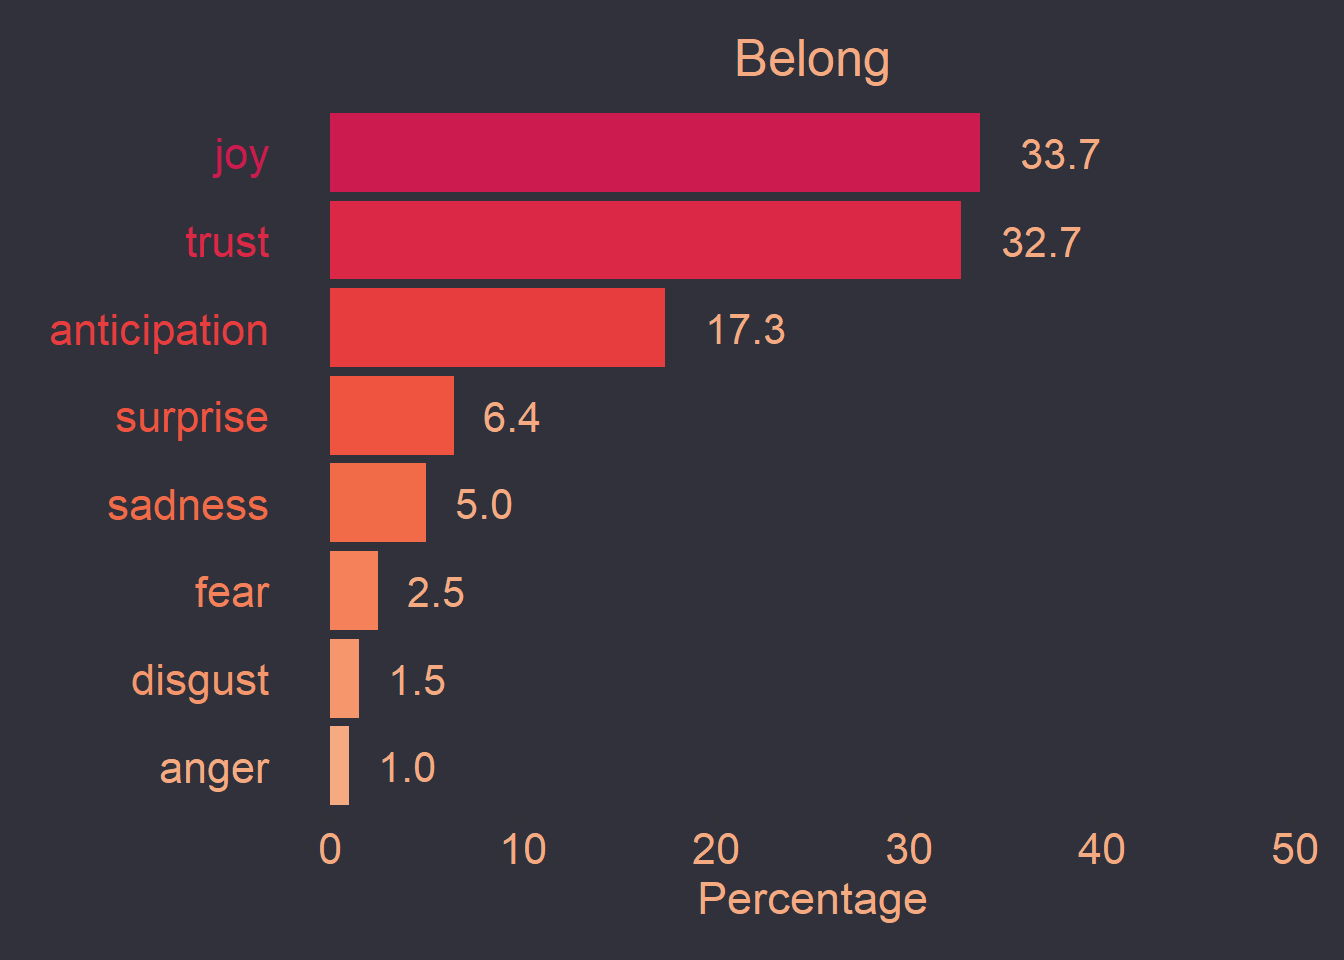 Belong
joy 33.7
trust 32.7
anticipation 17.3
surprise 6.4
sadness 5.0
fear 2.5
disgust 1.5
anger 1.0
0 10 20 30 40 50
Percentage